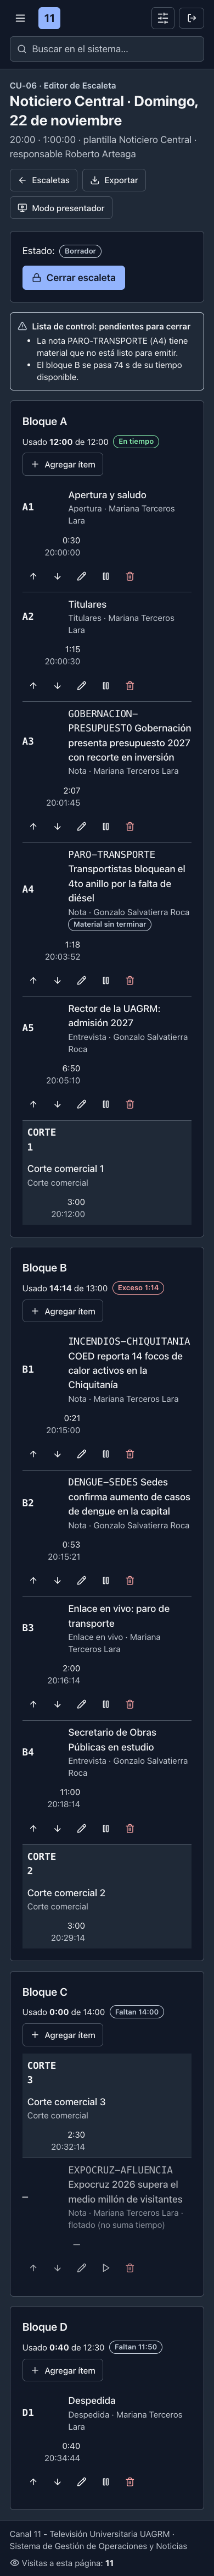 11
Buscar en el sistema...
CU-06 · Editor de Escaleta
Noticiero Central · Domingo,
22 de noviembre
20:00 · 1:00:00 · plantilla Noticiero Central ·
responsable Roberto Arteaga
Escaletas
Exportar
Modo presentador
Estado: Borrador
Cerrar escaleta
Lista de control: pendientes para cerrar
• La nota PARO-TRANSPORTE (A4) tiene
material que no está listo para emitir.
• El bloque B se pasa 74 s de su tiempo
disponible.
Bloque A
Usado 12:00 de 12:00 En tiempo
Agregar ítem
A1
Apertura y saludo
Apertura · Mariana Terceros
Lara
0:30
20:00:00
A2
Titulares
Titulares · Mariana Terceros
Lara
1:15
20:00:30
A3
GOBERNACION-
PRESUPUESTO Gobernación
presenta presupuesto 2027
con recorte en inversión
Nota · Mariana Terceros Lara
2:07
20:01:45
A4
PARO-TRANSPORTE
Transportistas bloquean el
4to anillo por la falta de
diésel
Nota · Gonzalo Salvatierra Roca
Material sin terminar
1:18
20:03:52
A5
Rector de la UAGRM:
admisión 2027
Entrevista · Gonzalo Salvatierra
Roca
6:50
20:05:10
CORTE
1
Corte comercial 1
Corte comercial
3:00
20:12:00
Bloque B
Usado 14:14 de 13:00 Exceso 1:14
Agregar ítem
B1
INCENDIOS-CHIQUITANIA
COED reporta 14 focos de
calor activos en la
Chiquitanía
Nota · Mariana Terceros Lara
0:21
20:15:00
B2
DENGUE-SEDES Sedes
confirma aumento de casos
de dengue en la capital
Nota · Gonzalo Salvatierra Roca
0:53
20:15:21
B3
Enlace en vivo: paro de
transporte
Enlace en vivo · Mariana
Terceros Lara
2:00
20:16:14
B4
Secretario de Obras
Públicas en estudio
Entrevista · Gonzalo Salvatierra
Roca
11:00
20:18:14
CORTE
2
Corte comercial 2
Corte comercial
3:00
20:29:14
Bloque C
Usado 0:00 de 14:00 Faltan 14:00
Agregar ítem
CORTE
3
Corte comercial 3
Corte comercial
2:30
20:32:14
—
EXPOCRUZ-AFLUENCIA
Expocruz 2026 supera el
medio millón de visitantes
Nota · Mariana Terceros Lara ·
flotado (no suma tiempo)
—
Bloque D
Usado 0:40 de 12:30 Faltan 11:50
Agregar ítem
D1
Despedida
Despedida · Mariana Terceros
Lara
0:40
20:34:44
Canal 11 - Televisión Universitaria UAGRM ·
Sistema de Gestión de Operaciones y Noticias
Visitas a esta página: 11